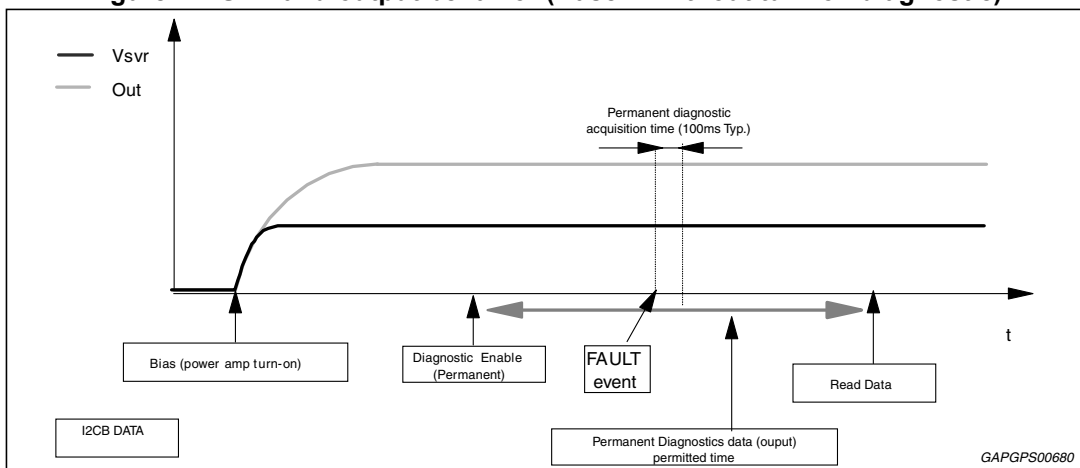 Vsvr
Out
Permanent diagnostic
acquisition time (100ms Typ.)
t
Bias (power amp turn-on)
Diagnostic Enable
(Permanent)
FAULT
event
Read Data
I2CB DATA
Permanent Diagnostics data (ouput)
permitted time
GAPGPS00680